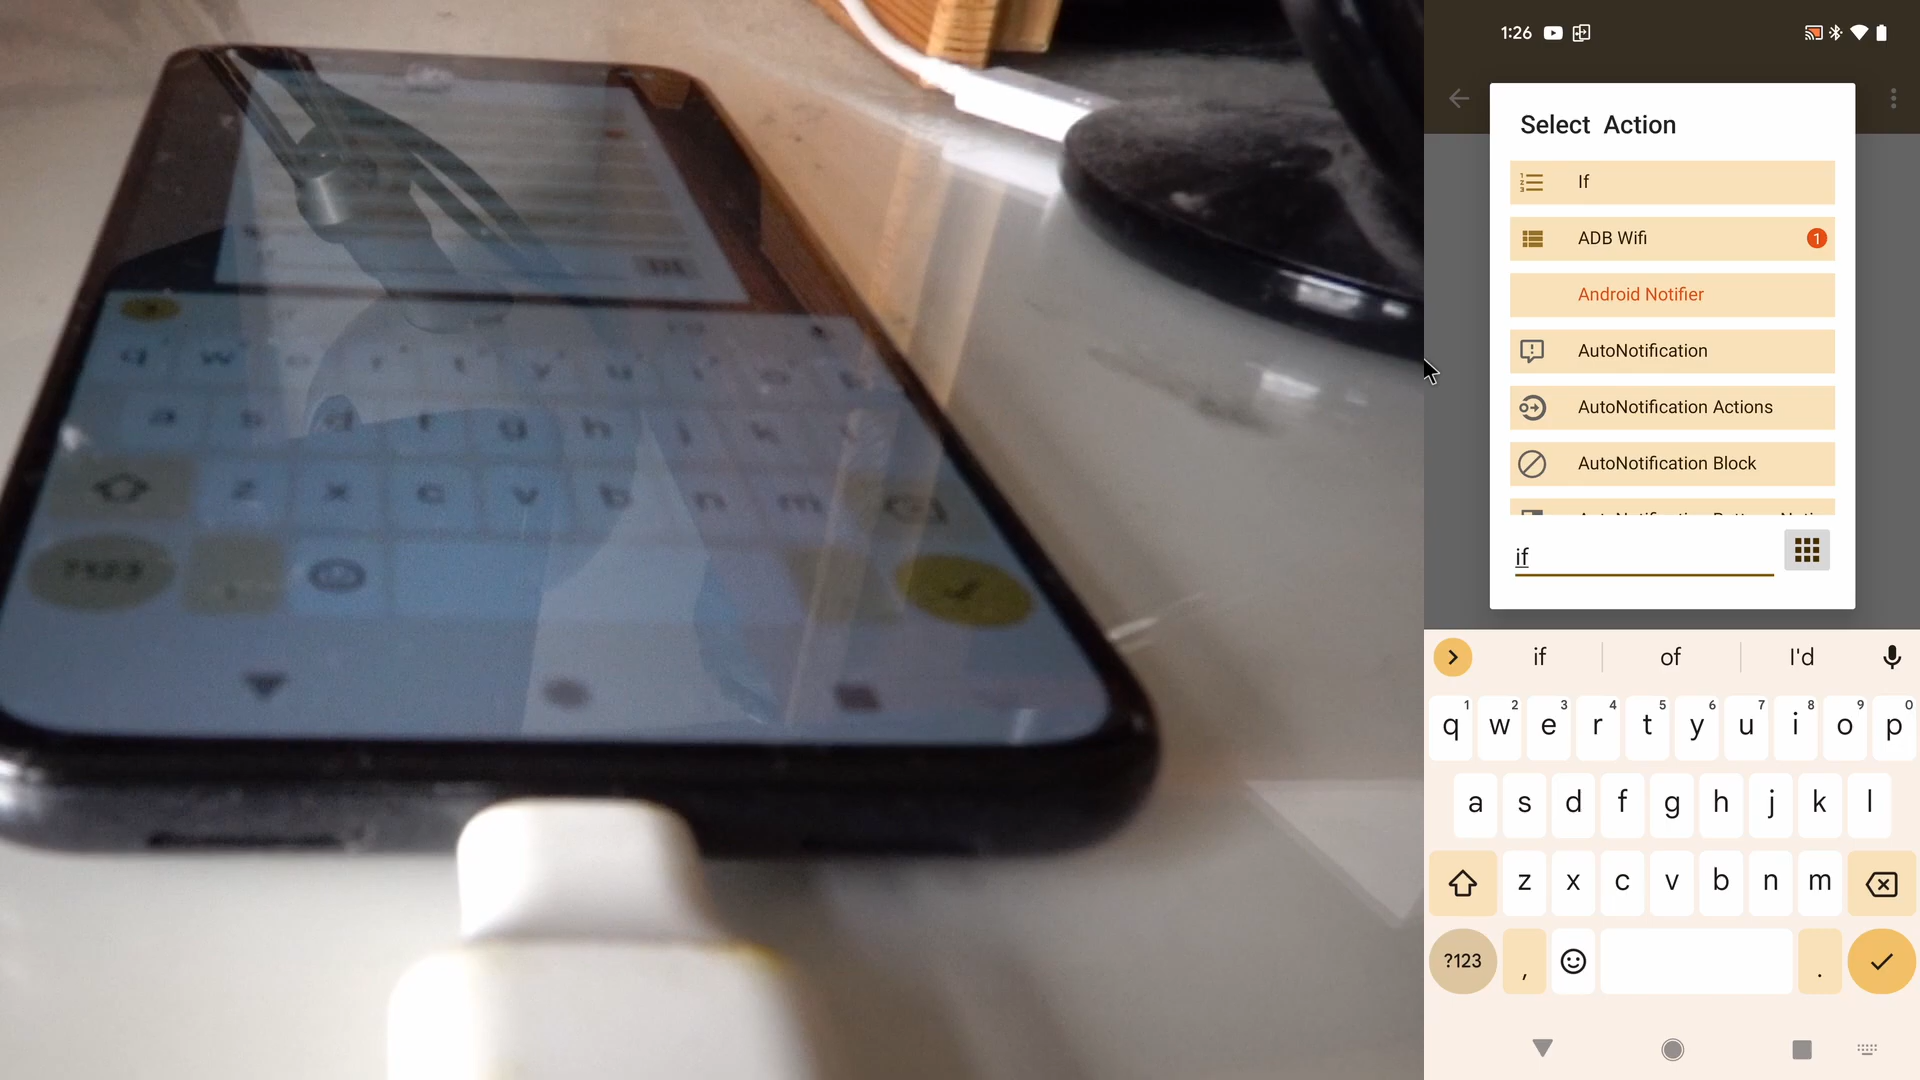 1:26
Select Action
If
ADB Wifi 1
Android Notifier
AutoNotification
AutoNotification Actions
AutoNotification Block
if
if of I'd
1 2 3 4 5 6 7 8 9 0
q w e r t y u i o p
a s d f g h j k l
z x c v b n m
?123 , .
q w e r t y u i o
a s d f g h j k
z x c v b n m
?123 ,